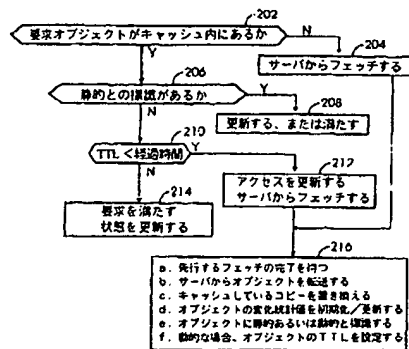 202
要求オブジェクトがキャッシュ内にあるか
N
Y
204
サーバからフェッチする
206
静的との標識があるか
Y
N
208
更新する、または満たす
210
TTL<経過時間
Y
N
212
アクセスを更新する
サーバからフェッチする
214
要求を満たす
状態を更新する
216
a. 先行するフェッチの完了を待つ
b. サーバからオブジェクトを転送する
c. キャッシュしているコピーを置き換える
d. オブジェクトの変化統計値を初期化/更新する
e. オブジェクトに静的あるいは動的と標識する
f. 動的な場合、オブジェクトのTTLを設定する